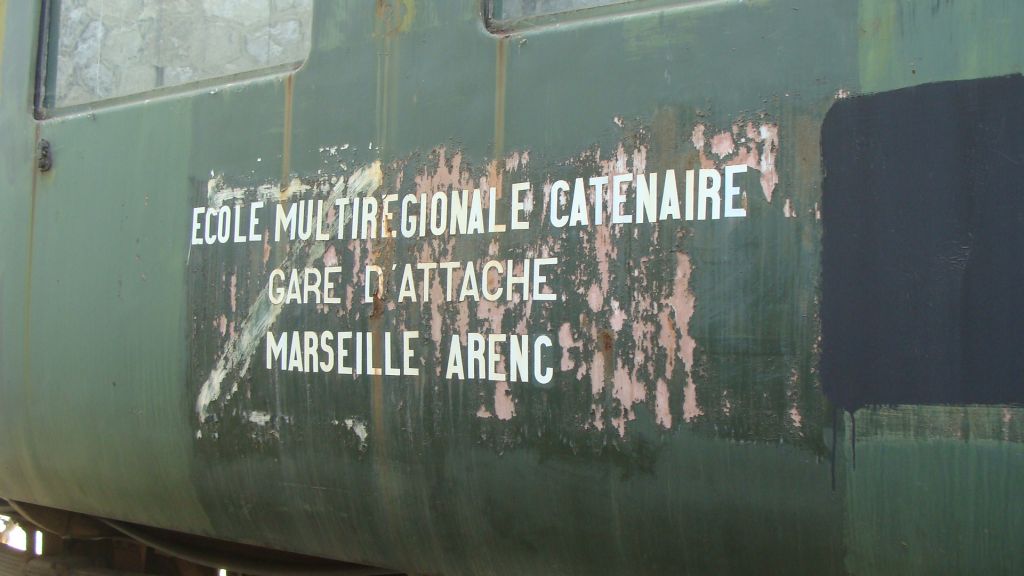 ECOLE MULTIREGIONALE CATENAIRE
GARE D'ATTACHE
MARSEILLE ARENC